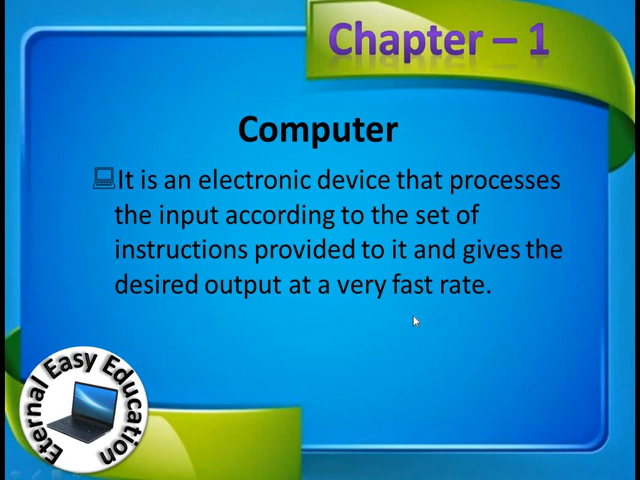 Chapter – 1
Computer
It is an electronic device that processes
the input according to the set of
instructions provided to it and gives the
desired output at a very fast rate.
Eternal Easy Education